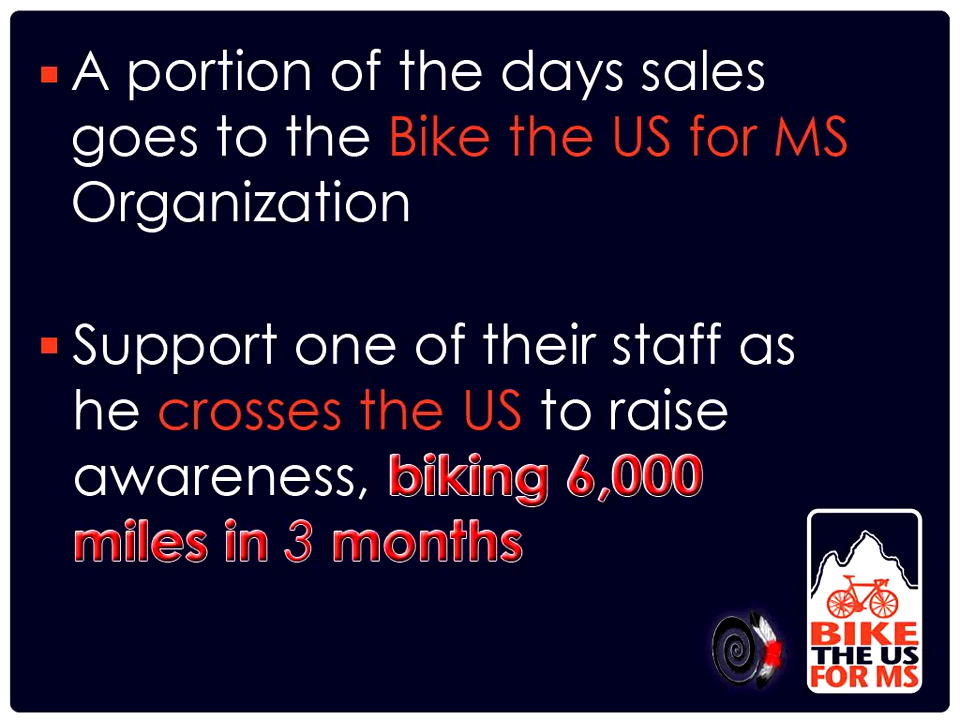 ▪ A portion of the days sales
goes to the Bike the US for MS
Organization
▪ Support one of their staff as
he crosses the US to raise
awareness, biking 6,000
miles in 3 months
BIKE
THE US
FOR MS